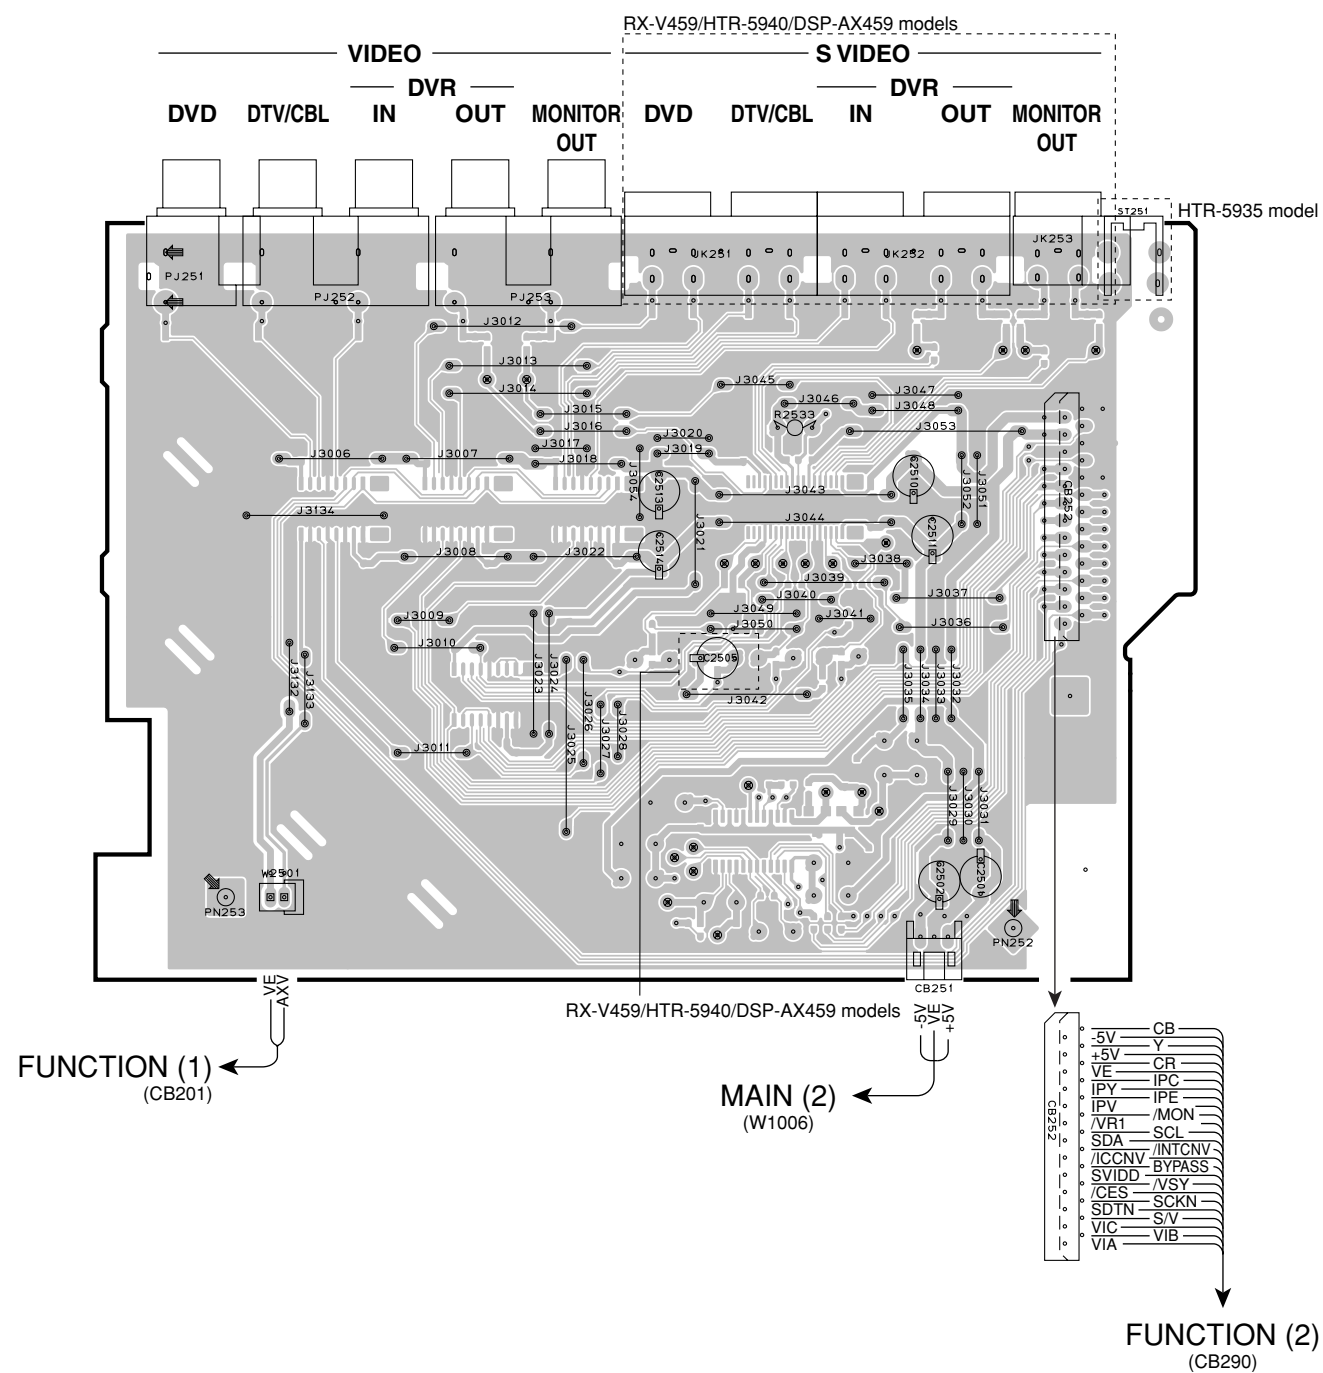 RX-V459/HTR-5940/DSP-AX459 models
VIDEO
S VIDEO
DVR
DVR
DVD
DTV/CBL
IN
OUT
MONITOR
OUT
DVD
DTV/CBL
IN
OUT
MONITOR
OUT
ST251
HTR-5935 model
PJ251
PJ252
PJ253
JK251
JK252
JK253
J3012
J3013
J3014
J3015
J3016
J3017
J3018
J3006
J3007
J3134
J3008
J3022
J3009
J3010
J3011
J3020
J3019
J3054
C2513
C2514
J3021
J3045
J3046
R2533
J3047
J3048
J3053
J3043
J3044
C2510
C2511
J3052
J3051
CB252
J3038
J3039
J3040
J3037
J3049
J3041
J3050
J3036
C2505
J3042
J3132
J3133
J3023
J3024
J3025
J3026
J3027
J3028
J3035
J3034
J3033
J3032
J3029
J3030
J3031
C2502
W2501
PN253
PN252
CB251
VE
AXV
RX-V459/HTR-5940/DSP-AX459 models
-5V
VE
+5V
FUNCTION (1)
(CB201)
MAIN (2)
(W1006)
CB252
CB
-5V
Y
+5V
CR
VE
IPC
IPY
IPE
IPV
/MON
/VR1
SCL
SDA
/INTCNV
/ICCNV
BYPASS
SVIDD
/VSY
/CES
SCKN
SDTN
S/V
VIC
VIB
VIA
FUNCTION (2)
(CB290)